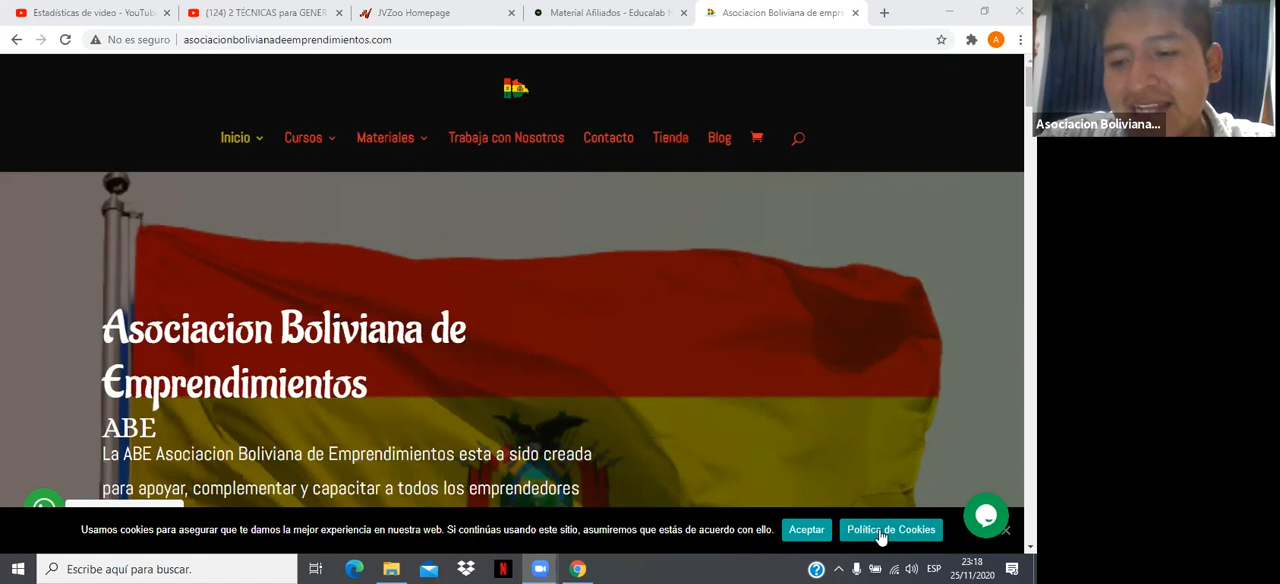 Estadísticas de video - YouTub
(124) 2 TÉCNICAS para GENER
JVZoo Homepage
Material Afiliados - Educalab M
Asociacion Boliviana de empr
No es seguro
asociacionbolivianadeemprendimientos.com
A
Inicio
Cursos
Materiales
Trabaja con Nosotros
Contacto
Tienda
Blog
Asociacion Boliviana de
Emprendimientos
ABE
La ABE Asociacion Boliviana de Emprendimientos esta a sido creada
para apoyar, complementar y capacitar a todos los emprendedores
Usamos cookies para asegurar que te damos la mejor experiencia en nuestra web. Si continúas usando este sitio, asumiremos que estás de acuerdo con ello.
Aceptar
Política de Cookies
Asociacion Boliviana...
Escribe aquí para buscar.
N
ESP
23:18
25/11/2020